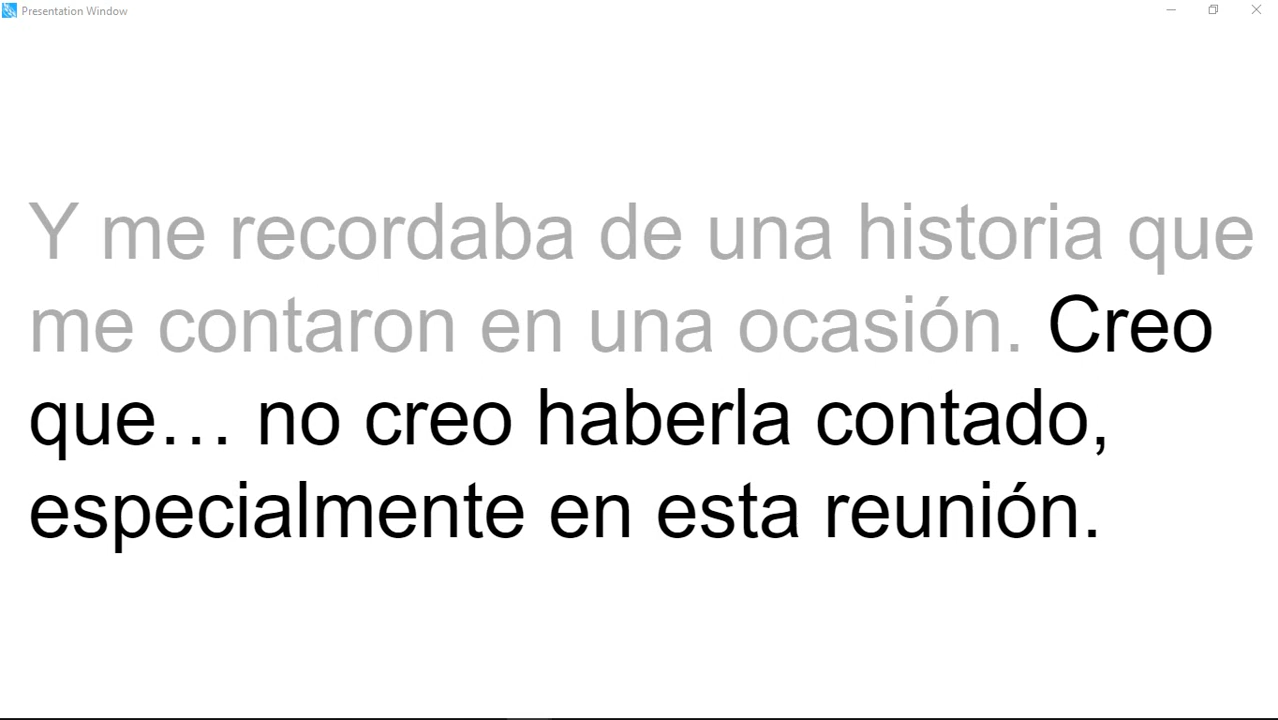 Presentation Window
Y me recordaba de una historia que
me contaron en una ocasión. Creo
que… no creo haberla contado,
especialmente en esta reunión.